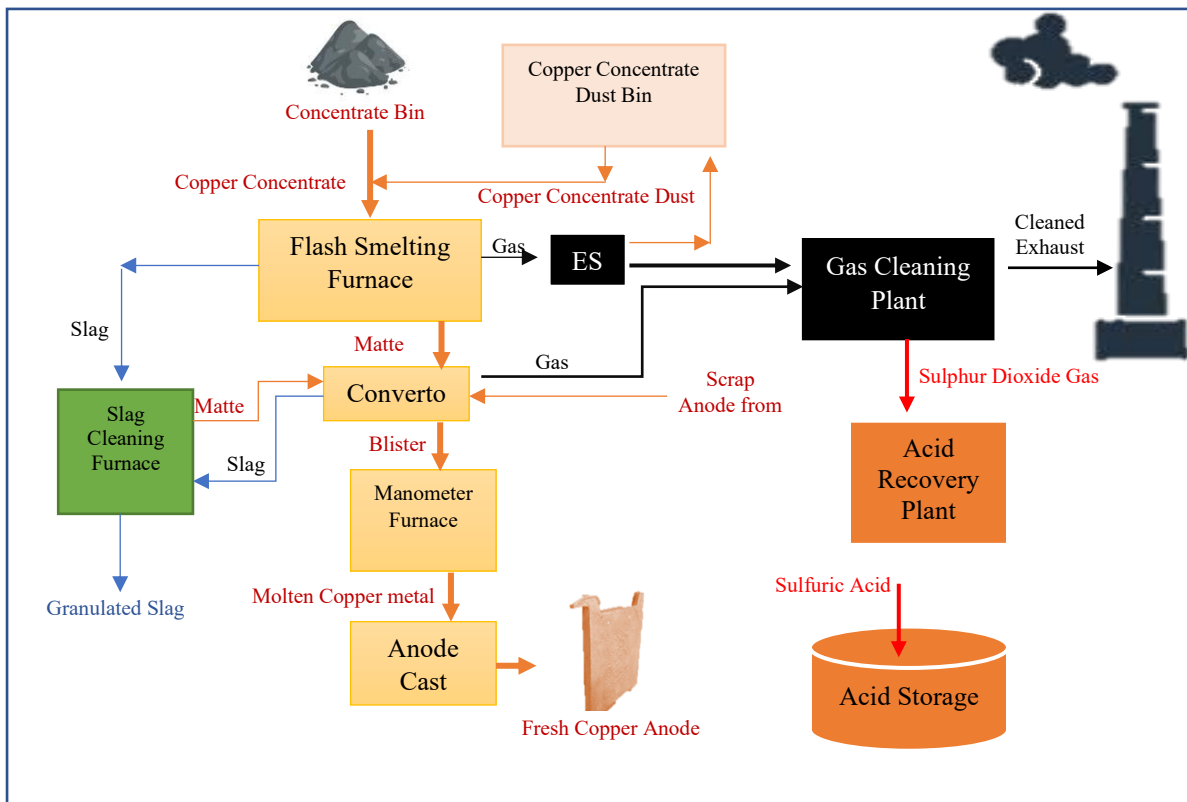 Copper Concentrate
Dust Bin
Concentrate Bin
Copper Concentrate
Copper Concentrate Dust
Flash Smelting
Furnace
Gas
ES
Gas Cleaning
Plant
Cleaned
Exhaust
Slag
Matte
Gas
Sulphur Dioxide Gas
Scrap
Anode from
Converto
Matte
Slag
Cleaning
Furnace
Slag
Blister
Acid
Recovery
Plant
Manometer
Furnace
Sulfuric Acid
Molten Copper metal
Granulated Slag
Anode
Cast
Acid Storage
Fresh Copper Anode